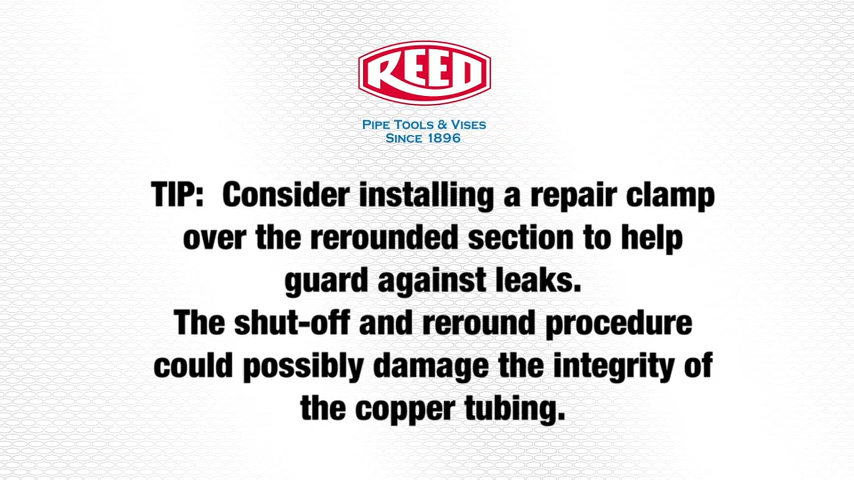 REED
PIPE TOOLS & VISES
SINCE 1896
TIP: Consider installing a repair clamp
over the rerounded section to help
guard against leaks.
The shut-off and reround procedure
could possibly damage the integrity of
the copper tubing.